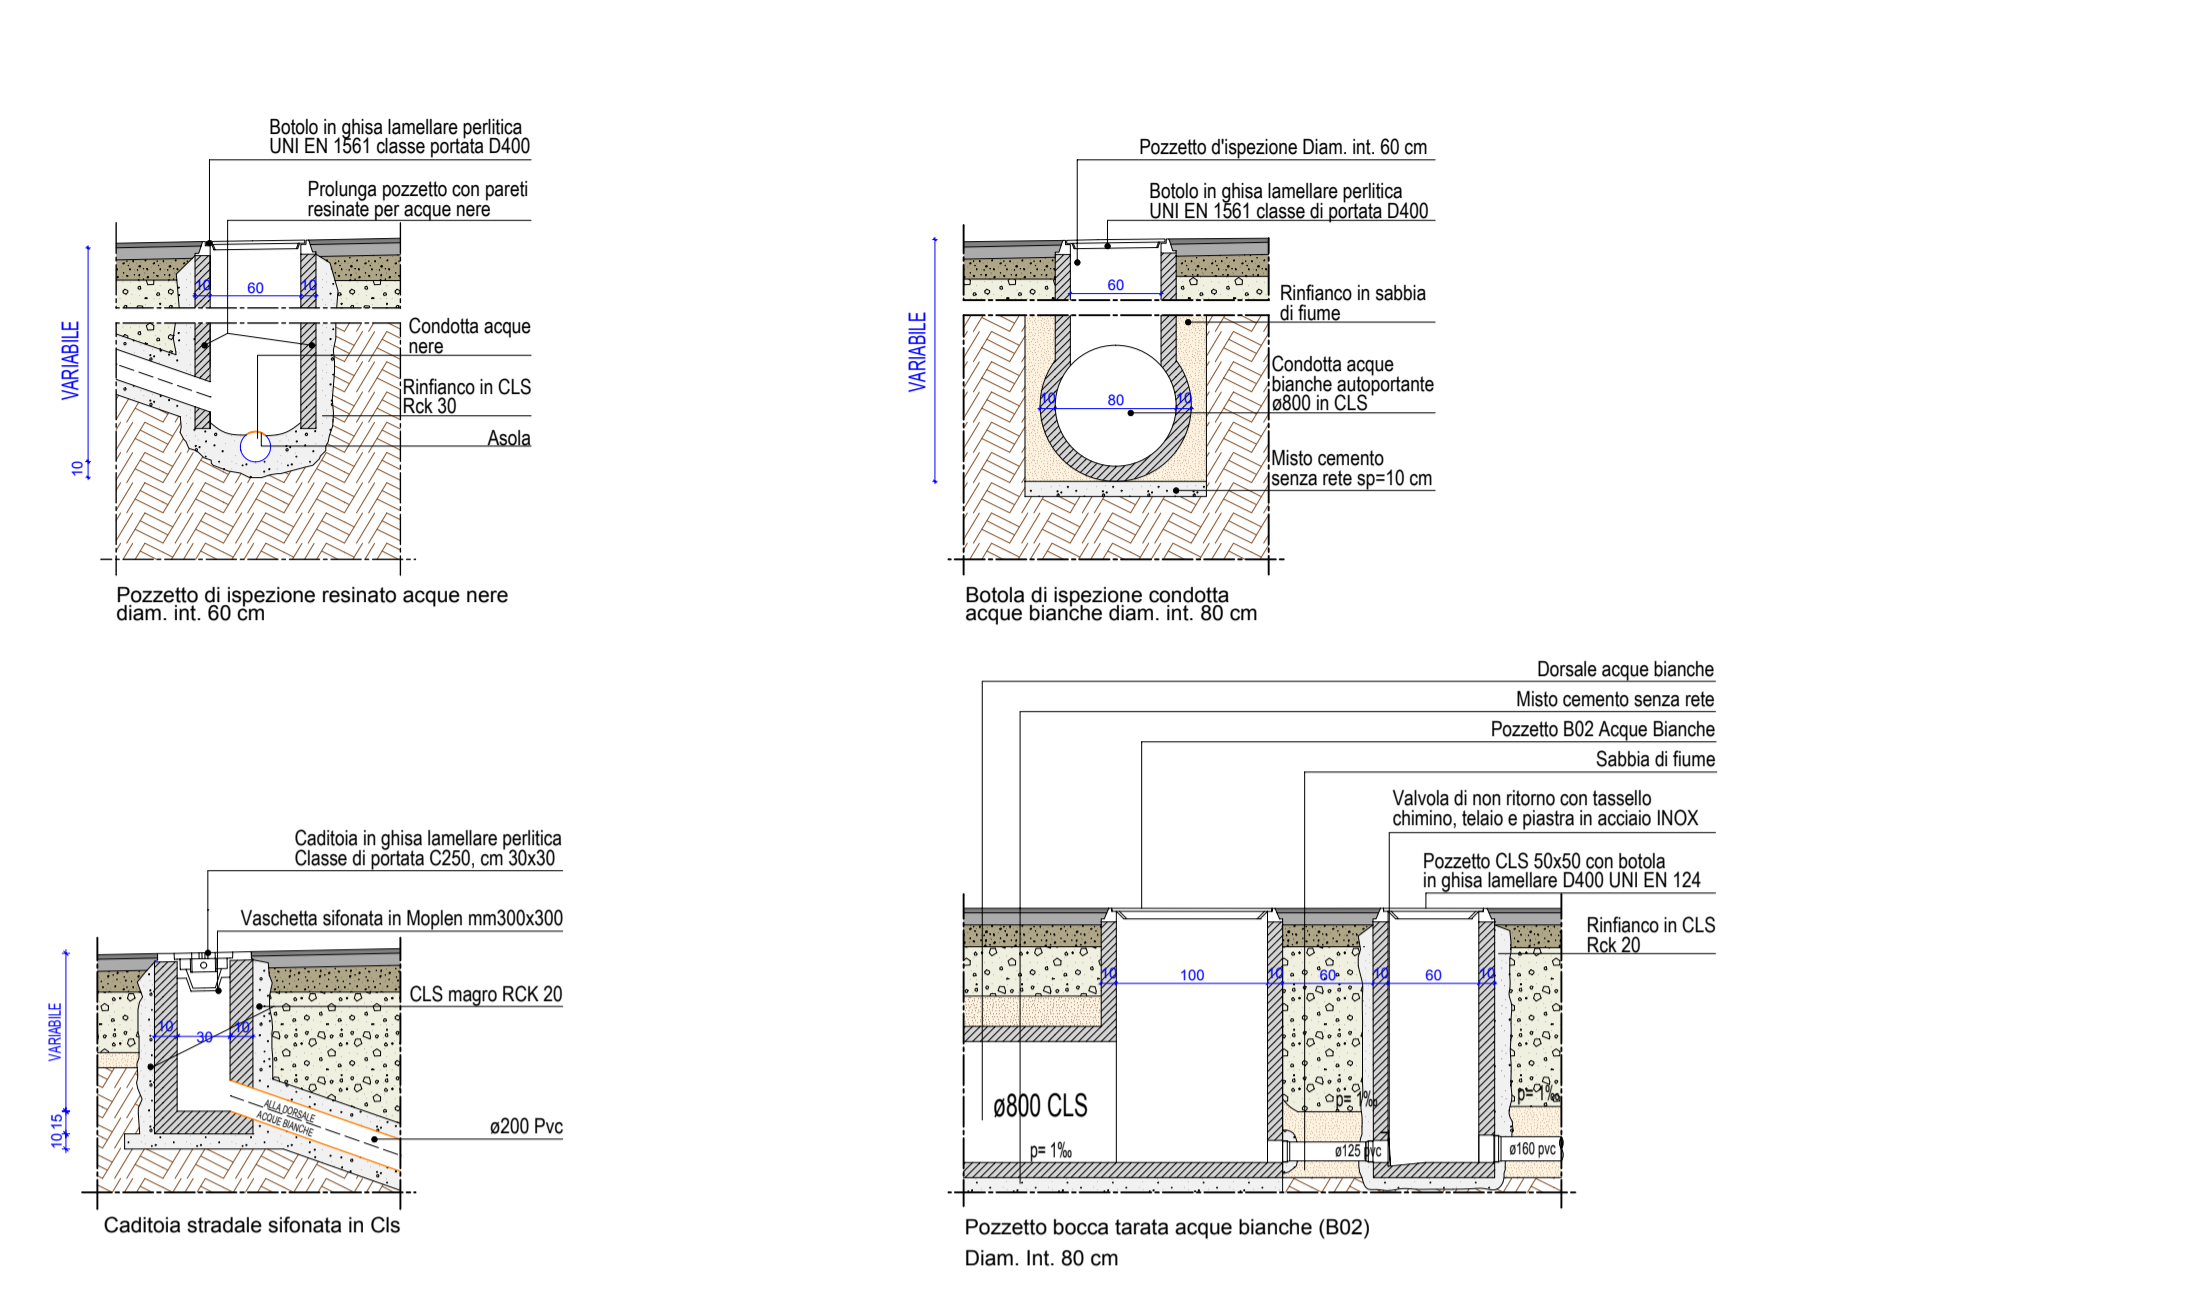 Botolo in ghisa lamellare perlitica
UNI EN 1561 classe portata D400
Prolunga pozzetto con pareti
resinate per acque nere
10
60
10
VARIABILE
10
Condotta acque
nere
Rinfianco in CLS
Rck 30
Asola
Pozzetto di ispezione resinato acque nere
diam. int. 60 cm
Pozzetto d'ispezione Diam. int. 60 cm
Botolo in ghisa lamellare perlitica
UNI EN 1561 classe di portata D400
60
VARIABILE
Rinfianco in sabbia
di fiume
Condotta acque
bianche autoportante
ø800 in CLS
10
80
10
Misto cemento
senza rete sp=10 cm
Botola di ispezione condotta
acque bianche diam. int. 80 cm
Caditoia in ghisa lamellare perlitica
Classe di portata C250, cm 30x30
Vaschetta sifonata in Moplen mm300x300
CLS magro RCK 20
10
30
10
VARIABILE
15
10
ALLA DORSALE
ACQUE BIANCHE
ø200 Pvc
Caditoia stradale sifonata in Cls
Dorsale acque bianche
Misto cemento senza rete
Pozzetto B02 Acque Bianche
Sabbia di fiume
Valvola di non ritorno con tassello
chimino, telaio e piastra in acciaio INOX
Pozzetto CLS 50x50 con botola
in ghisa lamellare D400 UNI EN 124
Rinfianco in CLS
Rck 20
10
100
10
60
10
60
10
ø800 CLS
p= 1‰
p= 1‰
ø125 pvc
p= 1‰
ø160 pvc
Pozzetto bocca tarata acque bianche (B02)
Diam. Int. 80 cm